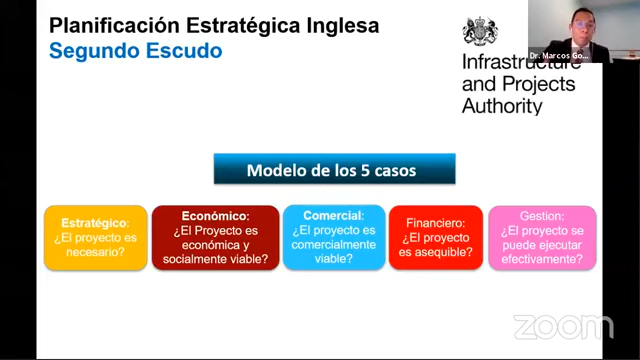 Planificación Estratégica Inglesa
Segundo Escudo
Dr. Marcos Go...
Infrastructure
and Projects
Authority
Modelo de los 5 casos
Estratégico:
¿El proyecto es
necesario?
Económico:
¿El Proyecto es
económica y
socialmente viable?
Comercial:
¿El proyecto es
comercialmente
viable?
Financiero:
¿El proyecto
es asequible?
Gestion:
¿El proyecto se
puede ejecutar
efectivamente?
zoom